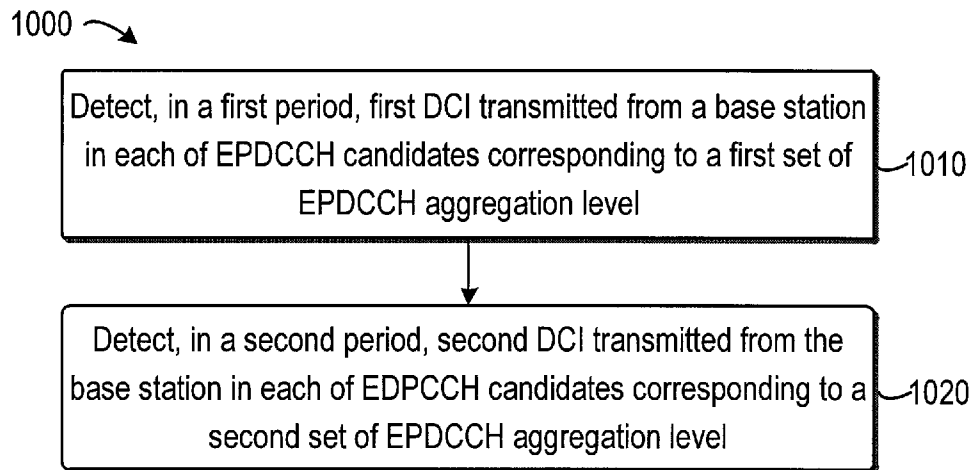 1000
Detect, in a first period, first DCI transmitted from a base station
in each of EPDCCH candidates corresponding to a first set of
EPDCCH aggregation level
1010
Detect, in a second period, second DCI transmitted from the
base station in each of EDPCCH candidates corresponding to a
second set of EPDCCH aggregation level
1020